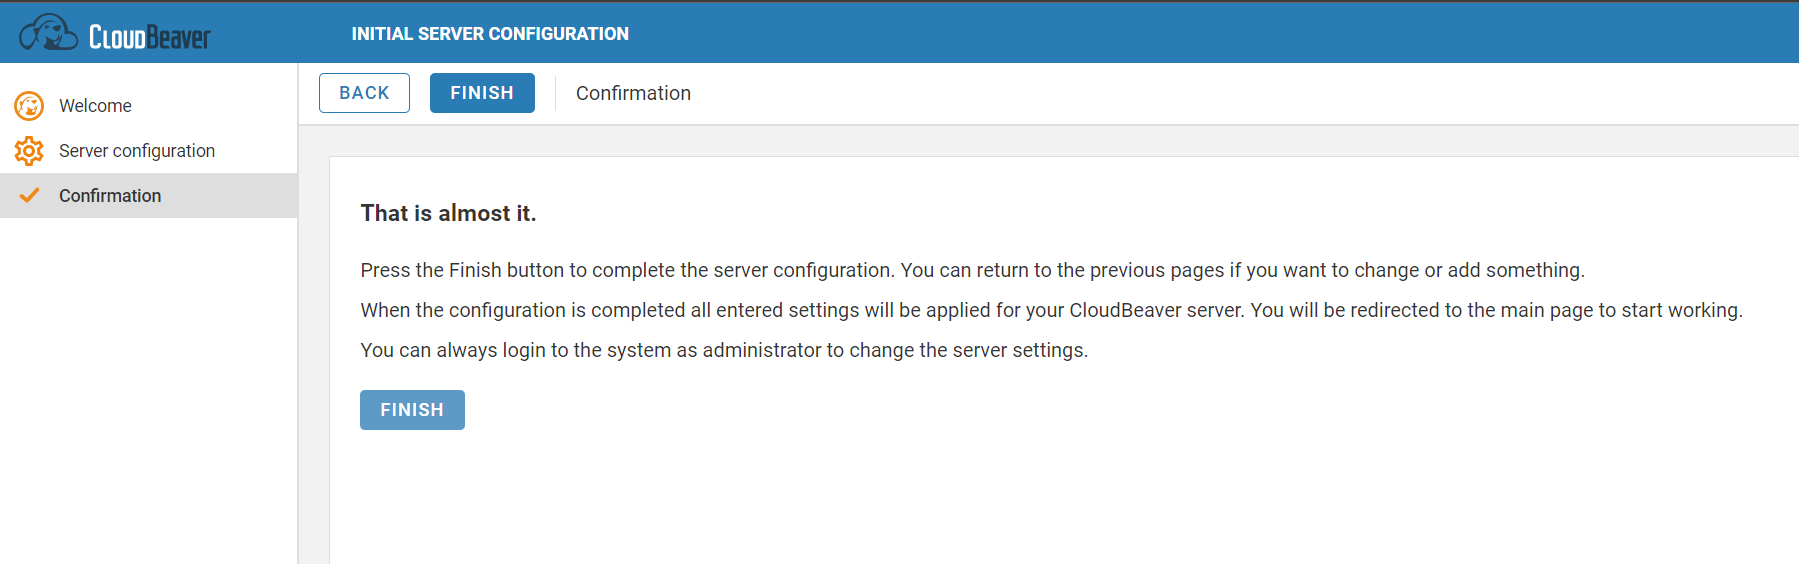 CloudBeaver
INITIAL SERVER CONFIGURATION
Welcome
Server configuration
Confirmation
BACK
FINISH
Confirmation
That is almost it.
Press the Finish button to complete the server configuration. You can return to the previous pages if you want to change or add something.
When the configuration is completed all entered settings will be applied for your CloudBeaver server. You will be redirected to the main page to start working.
You can always login to the system as administrator to change the server settings.
FINISH